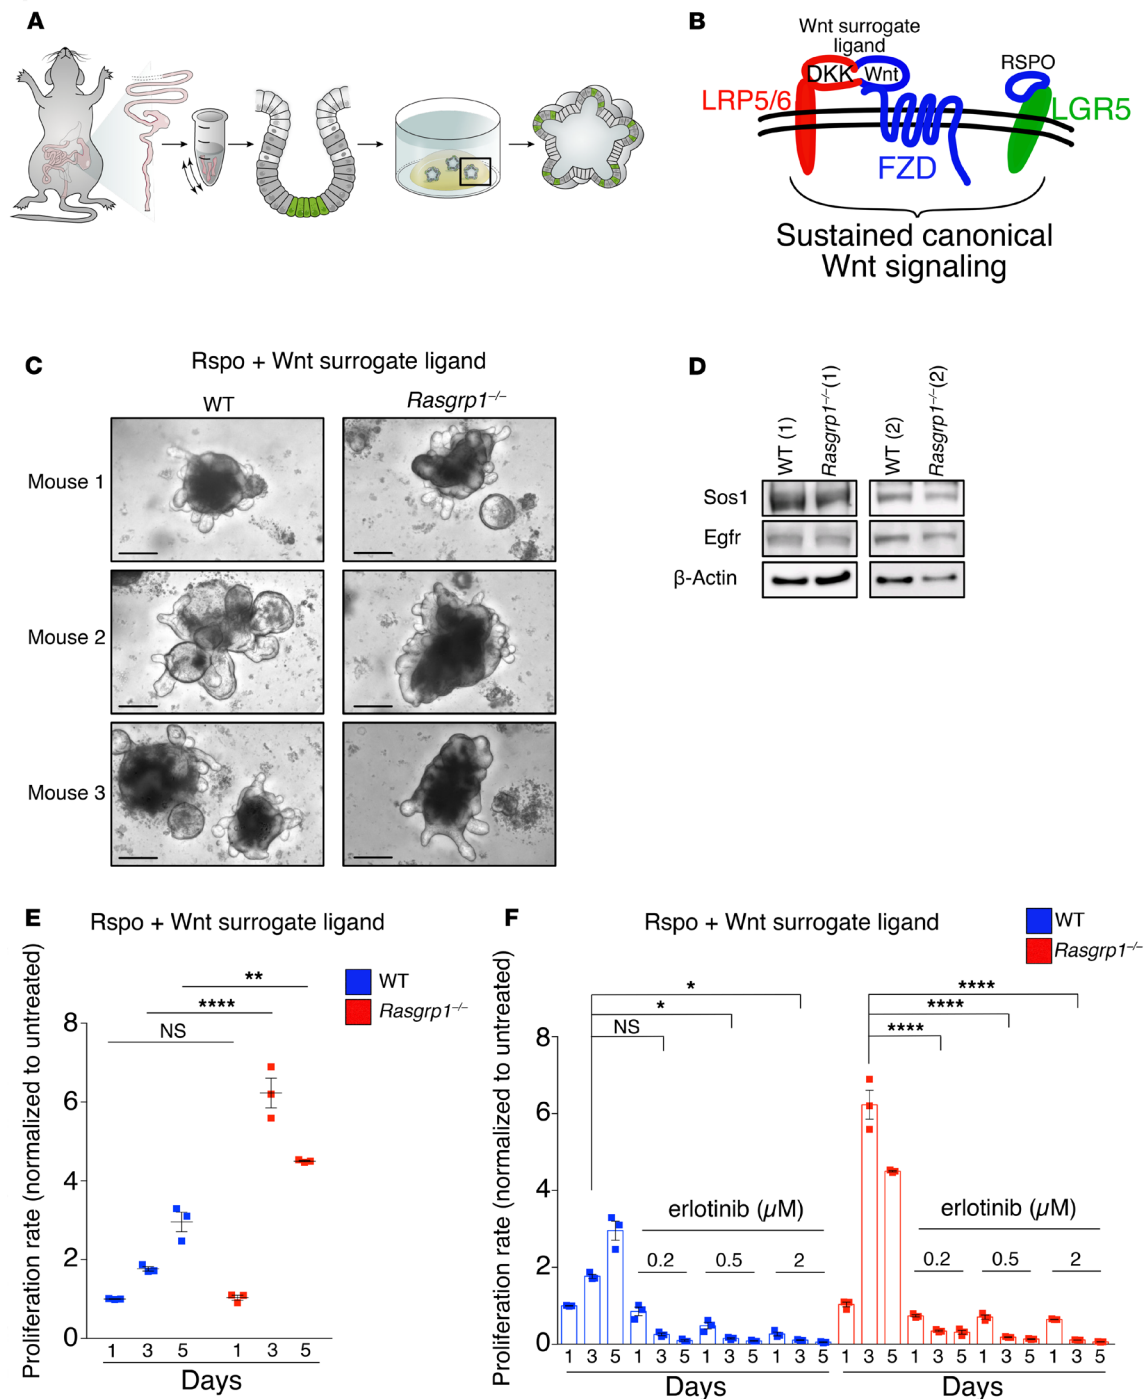 A
B
Wnt surrogate
ligand
DKK
Wnt
RSPO
LRP5/6
LGR5
FZD
Sustained canonical
Wnt signaling
C
Rspo + Wnt surrogate ligand
WT
Rasgrp1–/–
Mouse 1
Mouse 2
Mouse 3
D
WT (1)
Rasgrp1–/–(1)
WT (2)
Rasgrp1–/–(2)
Sos1
Egfr
β-Actin
E
Rspo + Wnt surrogate ligand
Proliferation rate (normalized to untreated)
WT
Rasgrp1–/–
**
****
NS
8
6
4
2
0
1 3 5 1 3 5
Days
F
Rspo + Wnt surrogate ligand
WT
Rasgrp1–/–
Proliferation rate (normalized to untreated)
*
*
NS
****
****
****
8
6
4
2
0
erlotinib (µM)
0.2 0.5 2
erlotinib (µM)
0.2 0.5 2
1 3 5 1 3 5 1 3 5 1 3 5 1 3 5 1 3 5 1 3 5 1 3 5
Days
Days